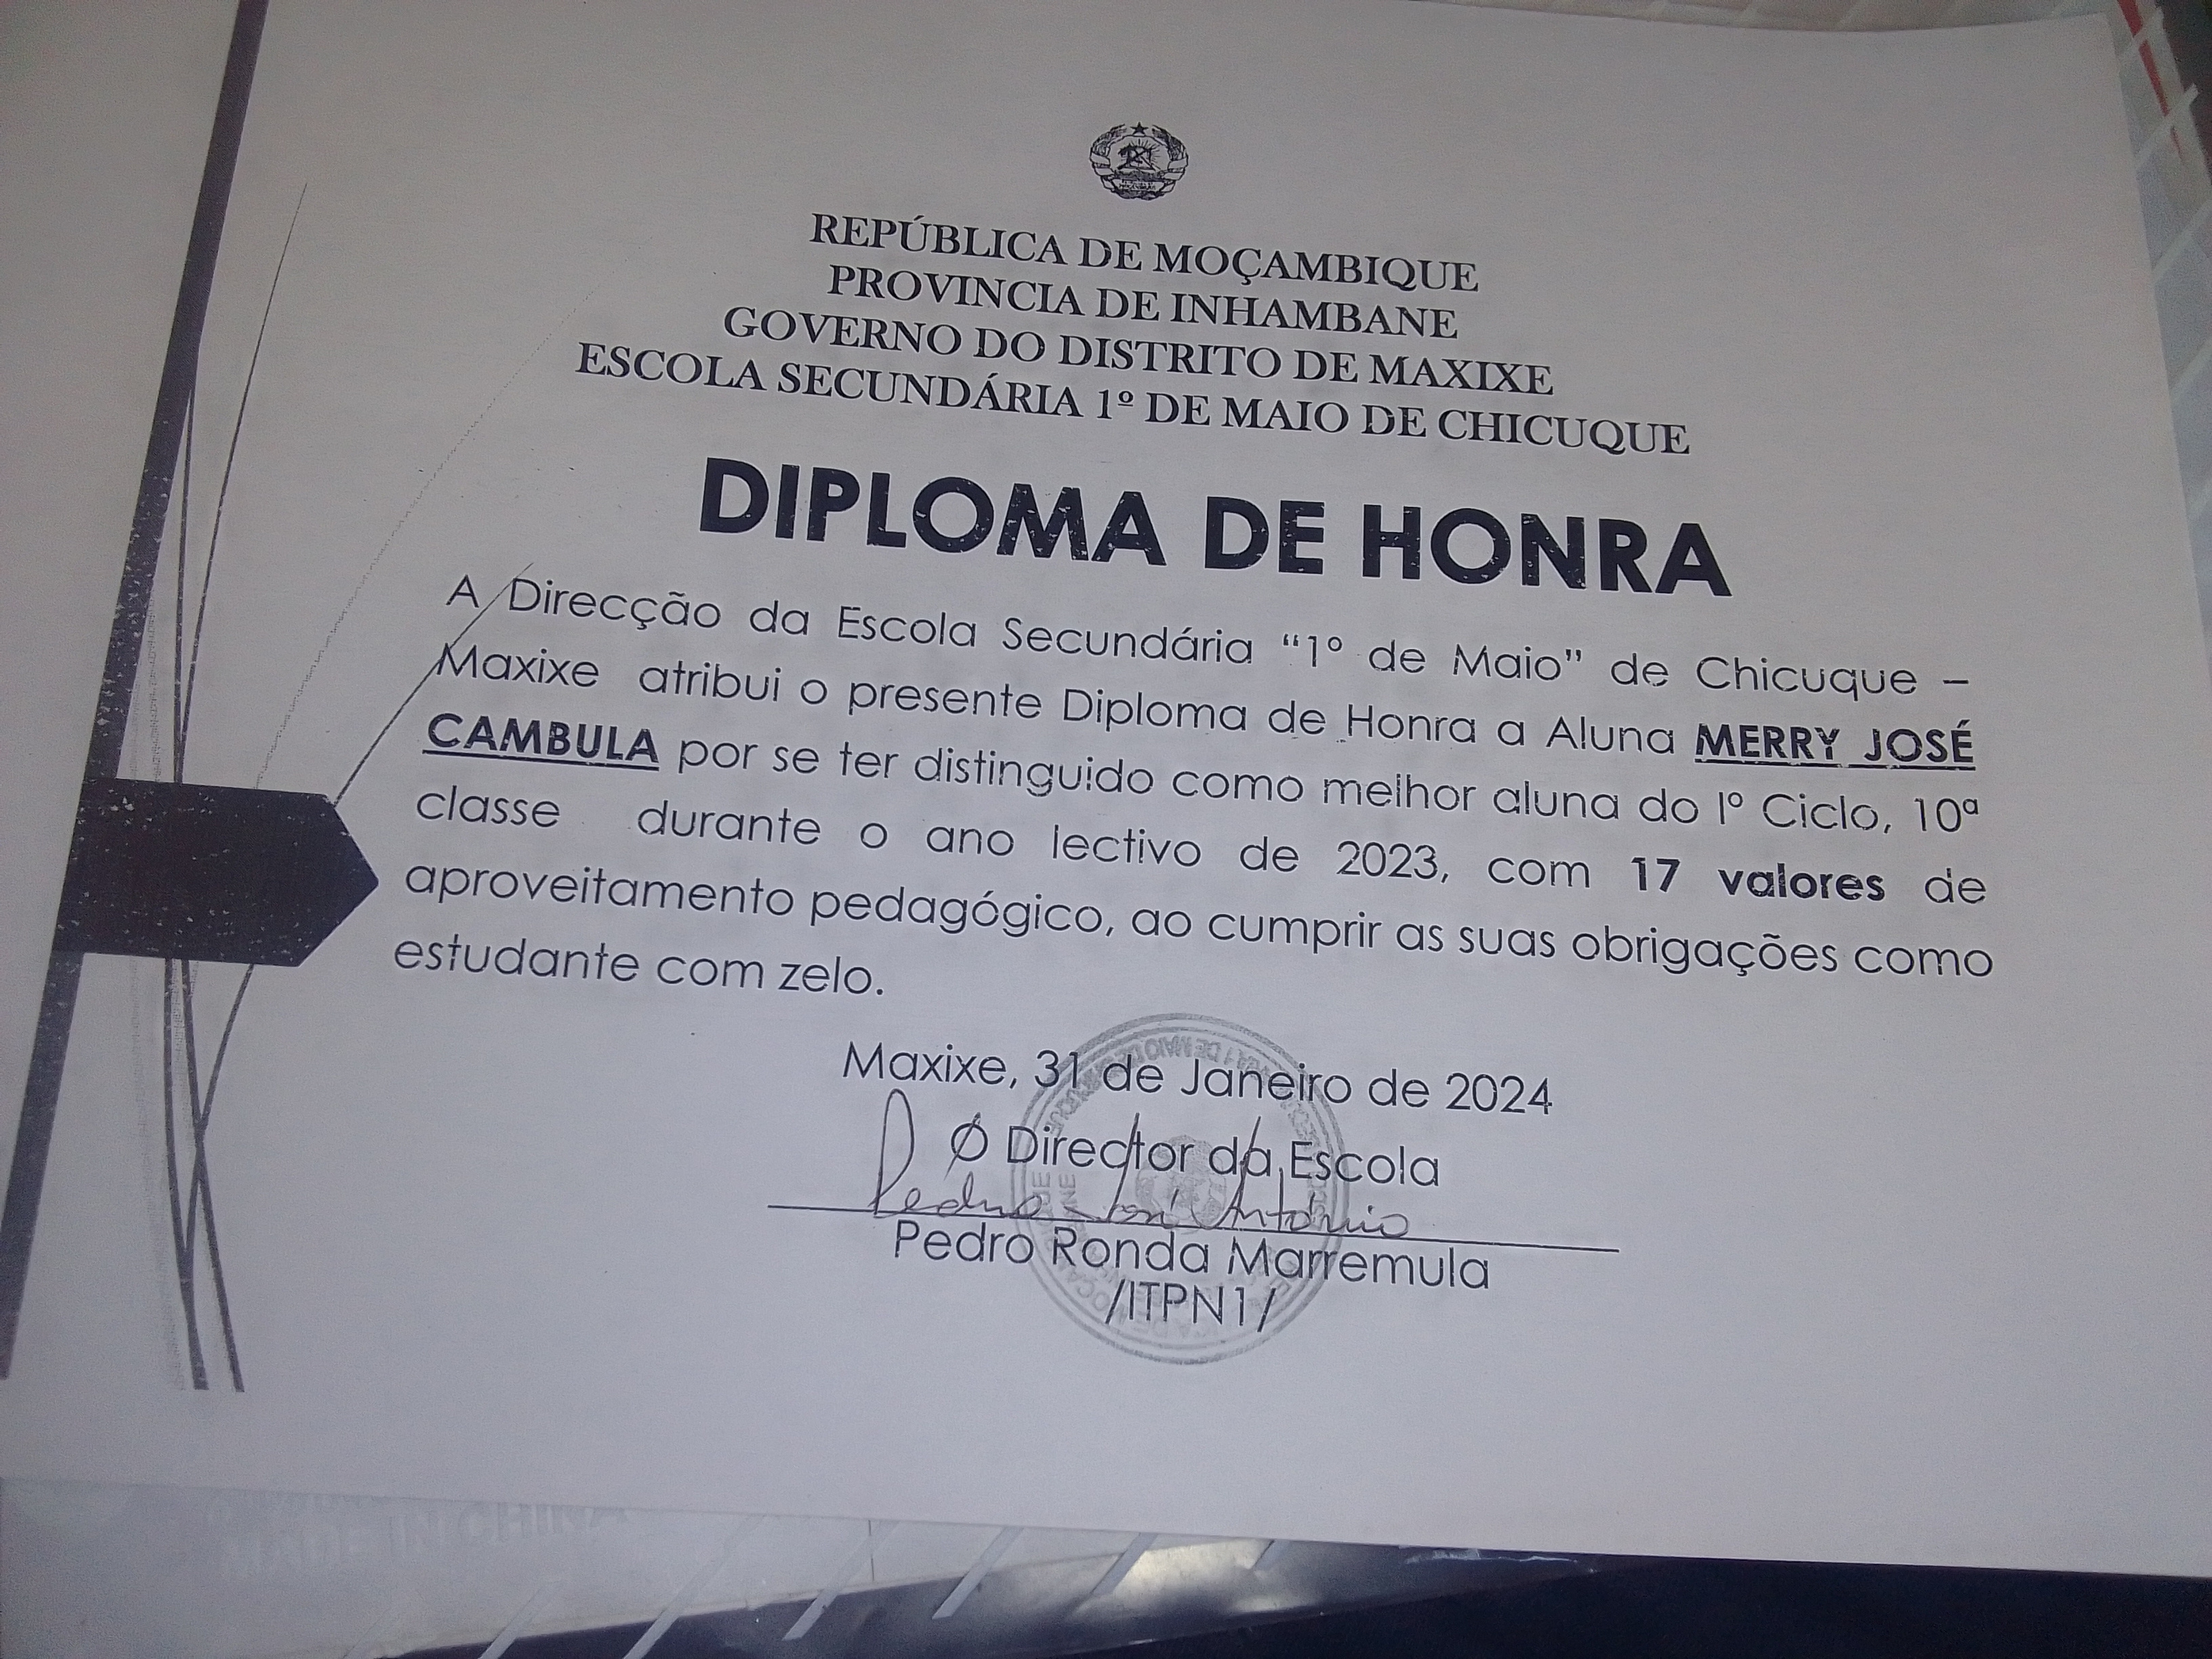 REPÚBLICA DE MOÇAMBIQUE
PROVINCIA DE INHAMBANE
GOVERNO DO DISTRITO DE MAXIXE
ESCOLA SECUNDÁRIA 1º DE MAIO DE CHICUQUE
DIPLOMA DE HONRA
A Direcção da Escola Secundária “1º de Maio” de Chicuque –
Maxixe atribui o presente Diploma de Honra a Aluna MERRY JOSÉ
CAMBULA por se ter distinguido como melhor aluna do Iº Ciclo, 10ª
classe durante o ano lectivo de 2023, com 17 valores de
aproveitamento pedagógico, ao cumprir as suas obrigações como
estudante com zelo.
Maxixe, 31 de Janeiro de 2024
O Director da Escola
Pedro José António
Pedro Ronda Marremula
/ITPN1/
MADE IN CHINA